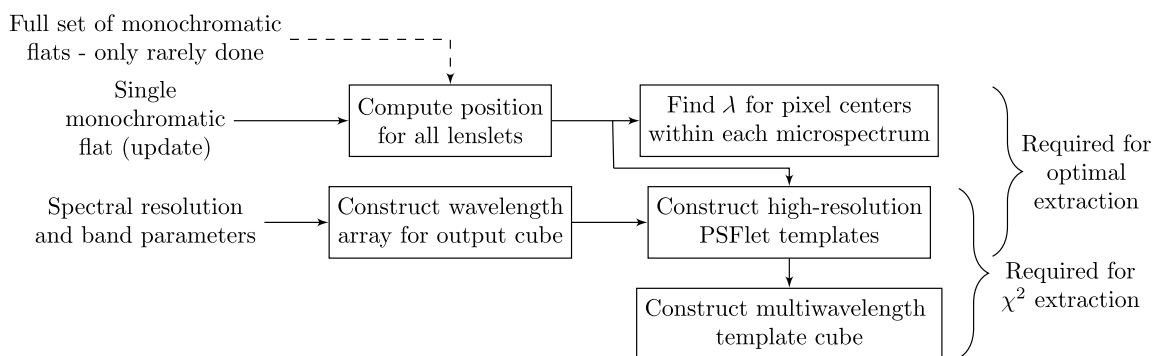 Full set of monochromatic
flats - only rarely done
Single
monochromatic
flat (update)
Compute position
for all lenslets
Find λ for pixel centers
within each microspectrum
Required for
optimal
extraction
Spectral resolution
and band parameters
Construct wavelength
array for output cube
Construct high-resolution
PSFlet templates
Required for
χ² extraction
Construct multiwavelength
template cube